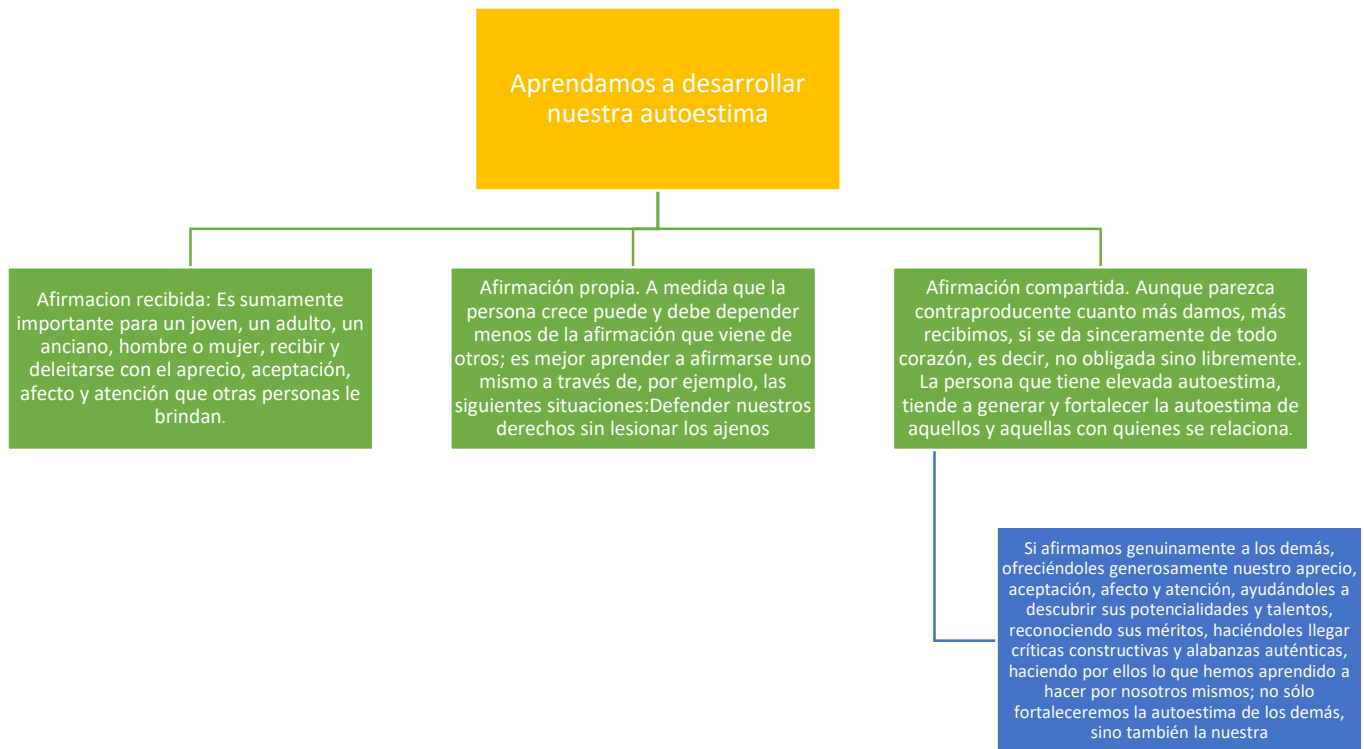 Aprendamos a desarrollar
nuestra autoestima
Afirmacion recibida: Es sumamente
importante para un joven, un adulto, un
anciano, hombre o mujer, recibir y
deleitarse con el aprecio, aceptación,
afecto y atención que otras personas le
brindan.
Afirmación propia. A medida que la
persona crece puede y debe depender
menos de la afirmación que viene de
otros; es mejor aprender a afirmarse uno
mismo a través de, por ejemplo, las
siguientes situaciones:Defender nuestros
derechos sin lesionar los ajenos
Afirmación compartida. Aunque parezca
contraproducente cuanto más damos, más
recibimos, si se da sinceramente de todo
corazón, es decir, no obligada sino libremente.
La persona que tiene elevada autoestima,
tiende a generar y fortalecer la autoestima de
aquellos y aquellas con quienes se relaciona.
Si afirmamos genuinamente a los demás,
ofreciéndoles generosamente nuestro aprecio,
aceptación, afecto y atención, ayudándoles a
descubrir sus potencialidades y talentos,
reconociendo sus méritos, haciéndoles llegar
críticas constructivas y alabanzas auténticas,
haciendo por ellos lo que hemos aprendido a
hacer por nosotros mismos; no sólo
fortaleceremos la autoestima de los demás,
sino también la nuestra